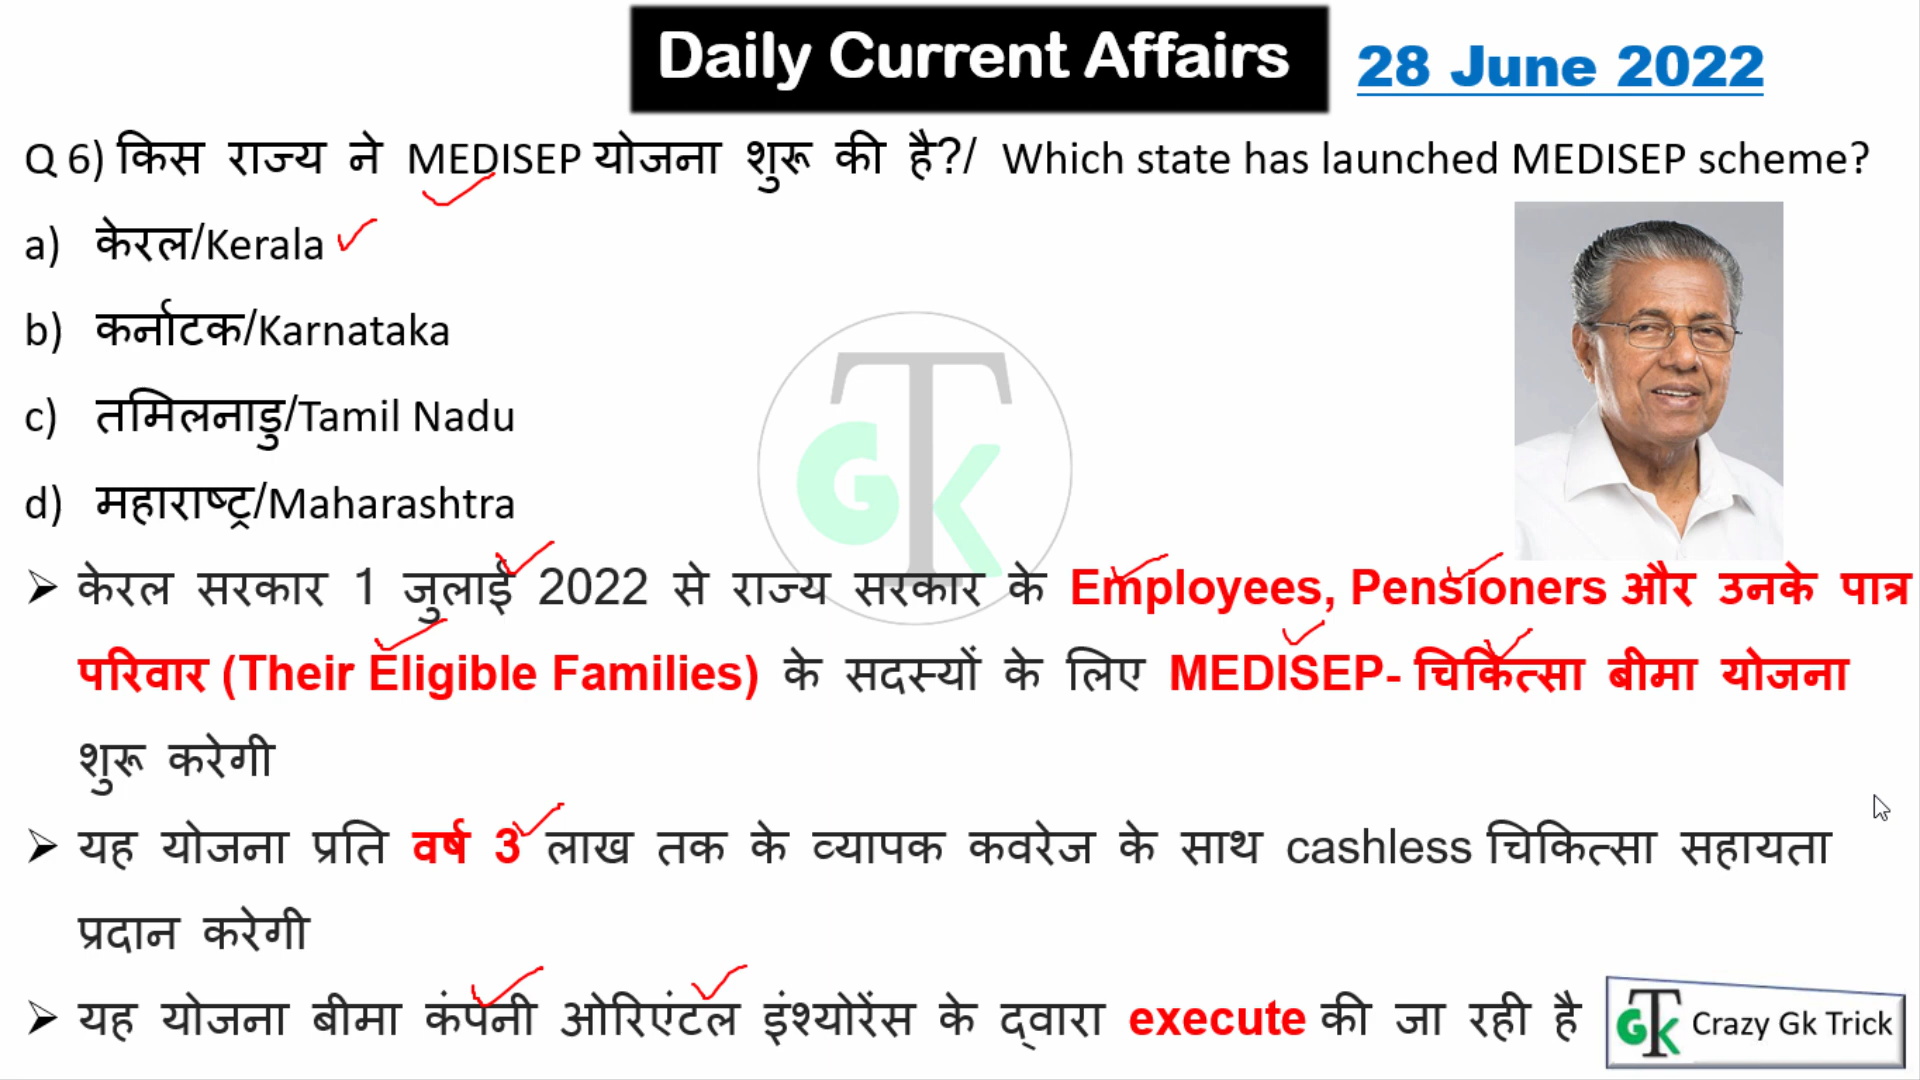 Daily Current Affairs
28 June 2022
Q 6) किस राज्य ने MEDISEP योजना शुरू की है?/ Which state has launched MEDISEP scheme?
a) केरल/Kerala
b) कर्नाटक/Karnataka
c) तमिलनाडु/Tamil Nadu
d) महाराष्ट्र/Maharashtra
GTK
➢ केरल सरकार 1 जुलाई 2022 से राज्य सरकार के Employees, Pensioners और उनके पात्र
परिवार (Their Eligible Families) के सदस्यों के लिए MEDISEP- चिकित्सा बीमा योजना
शुरू करेगी
➢ यह योजना प्रति वर्ष 3 लाख तक के व्यापक कवरेज के साथ cashless चिकित्सा सहायता
प्रदान करेगी
➢ यह योजना बीमा कंपनी ओरिएंटल इंश्योरेंस के द्वारा execute की जा रही है
GTK Crazy Gk Trick